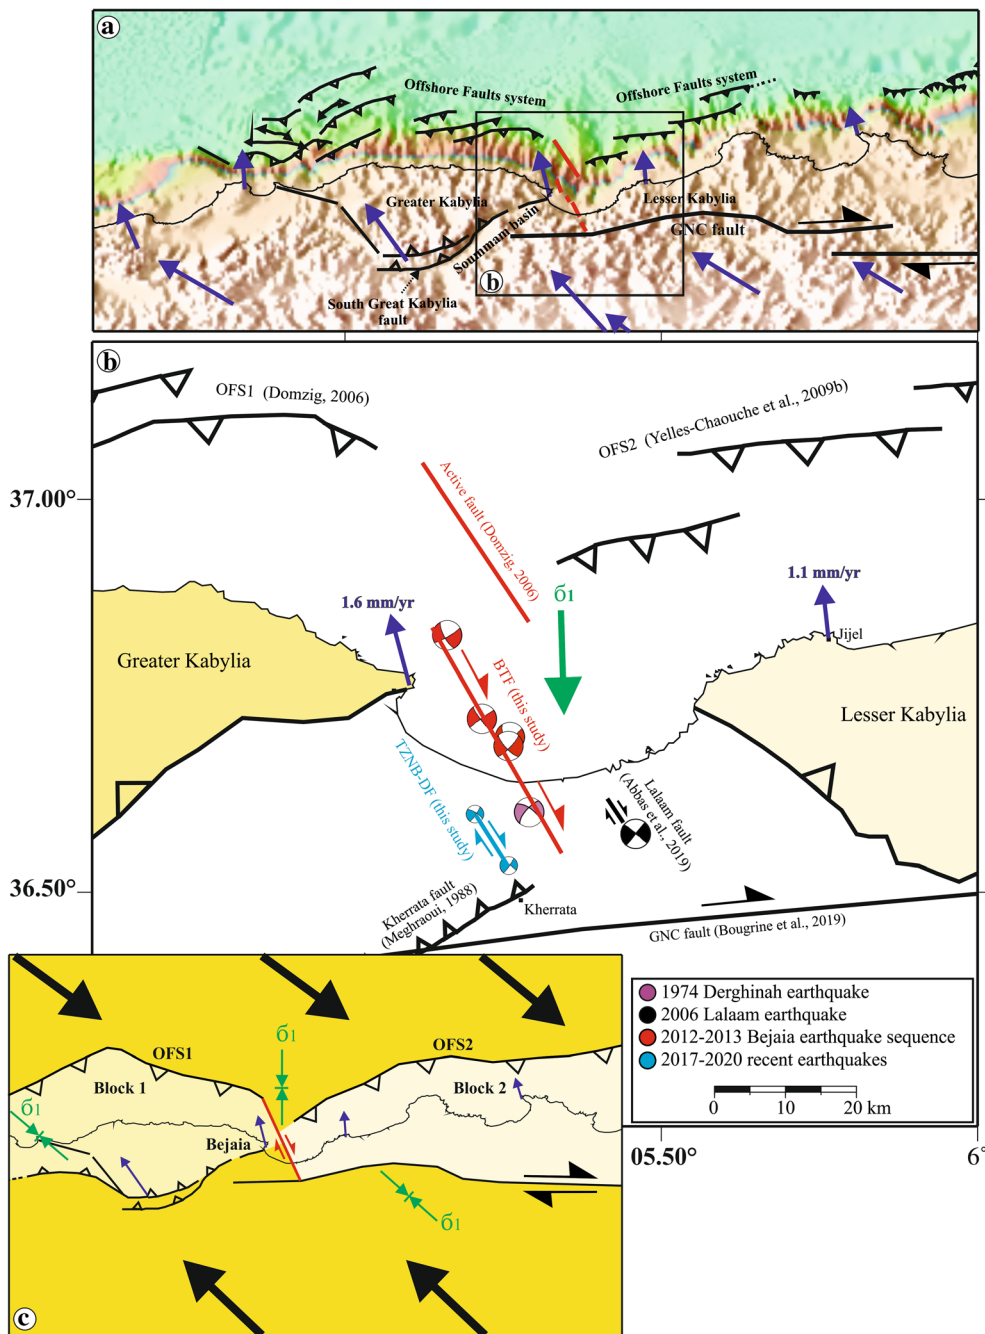 a
Offshore Faults system
Offshore Faults system
Greater Kabylia
Lesser Kabylia
Soummam basin
GNC fault
South Great Kabylia
fault
b
b
OFS1 (Domzig, 2006)
OFS2 (Yelles-Chaouche et al., 2009b)
37.00°
Active fault (Domzig, 2006)
б1
1.6 mm/yr
1.1 mm/yr
Jijel
Greater Kabylia
BTF (this study)
Lesser Kabylia
TZNB-DF (this study)
Lalaam fault
(Abbas et al., 2019)
36.50°
Kherrata fault
(Meghraoui, 1988)
Kherrata
GNC fault (Bougrine et al., 2019)
OFS1
OFS2
б1
Block 1
Block 2
б1
Bejaia
б1
c
1974 Derghinah earthquake
2006 Lalaam earthquake
2012-2013 Bejaia earthquake sequence
2017-2020 recent earthquakes
0 10 20 km
05.50°
6°